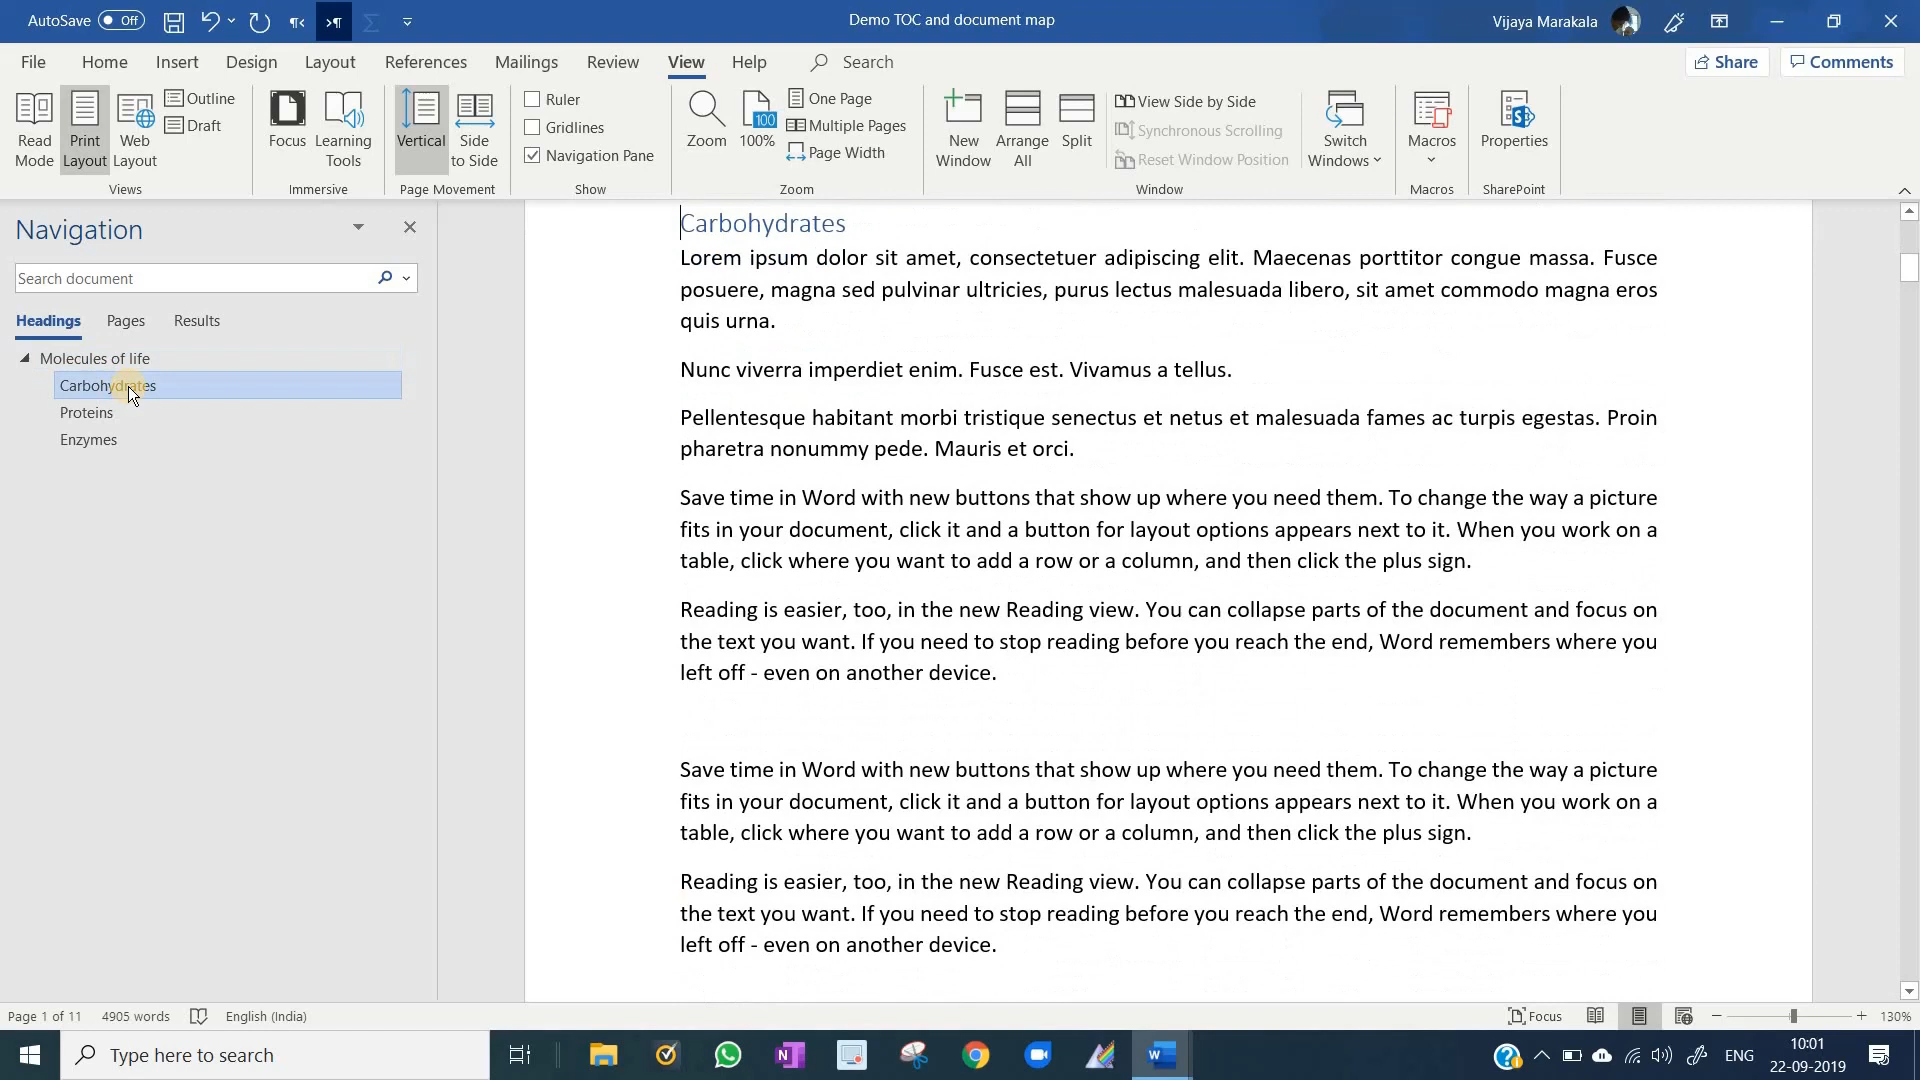 AutoSave Off
Demo TOC and document map
Vijaya Marakala
File Home Insert Design Layout References Mailings Review View Help Search
Share Comments
Read Mode
Print Layout
Web Layout
Outline
Draft
Views
Focus
Learning Tools
Immersive
Vertical
Side to Side
Page Movement
Ruler
Gridlines
Navigation Pane
Show
Zoom
100
100%
One Page
Multiple Pages
Page Width
Zoom
New Window
Arrange All
Split
View Side by Side
Synchronous Scrolling
Reset Window Position
Window
Switch Windows
Macros
Macros
Properties
SharePoint
Navigation
Search document
Headings Pages Results
Molecules of life
Carbohydrates
Proteins
Enzymes
Carbohydrates
Lorem ipsum dolor sit amet, consectetuer adipiscing elit. Maecenas porttitor congue massa. Fusce
posuere, magna sed pulvinar ultricies, purus lectus malesuada libero, sit amet commodo magna eros
quis urna.
Nunc viverra imperdiet enim. Fusce est. Vivamus a tellus.
Pellentesque habitant morbi tristique senectus et netus et malesuada fames ac turpis egestas. Proin
pharetra nonummy pede. Mauris et orci.
Save time in Word with new buttons that show up where you need them. To change the way a picture
fits in your document, click it and a button for layout options appears next to it. When you work on a
table, click where you want to add a row or a column, and then click the plus sign.
Reading is easier, too, in the new Reading view. You can collapse parts of the document and focus on
the text you want. If you need to stop reading before you reach the end, Word remembers where you
left off - even on another device.
Save time in Word with new buttons that show up where you need them. To change the way a picture
fits in your document, click it and a button for layout options appears next to it. When you work on a
table, click where you want to add a row or a column, and then click the plus sign.
Reading is easier, too, in the new Reading view. You can collapse parts of the document and focus on
the text you want. If you need to stop reading before you reach the end, Word remembers where you
left off - even on another device.
Page 1 of 11 4905 words English (India)
Focus 130%
Type here to search
ENG
10:01
22-09-2019